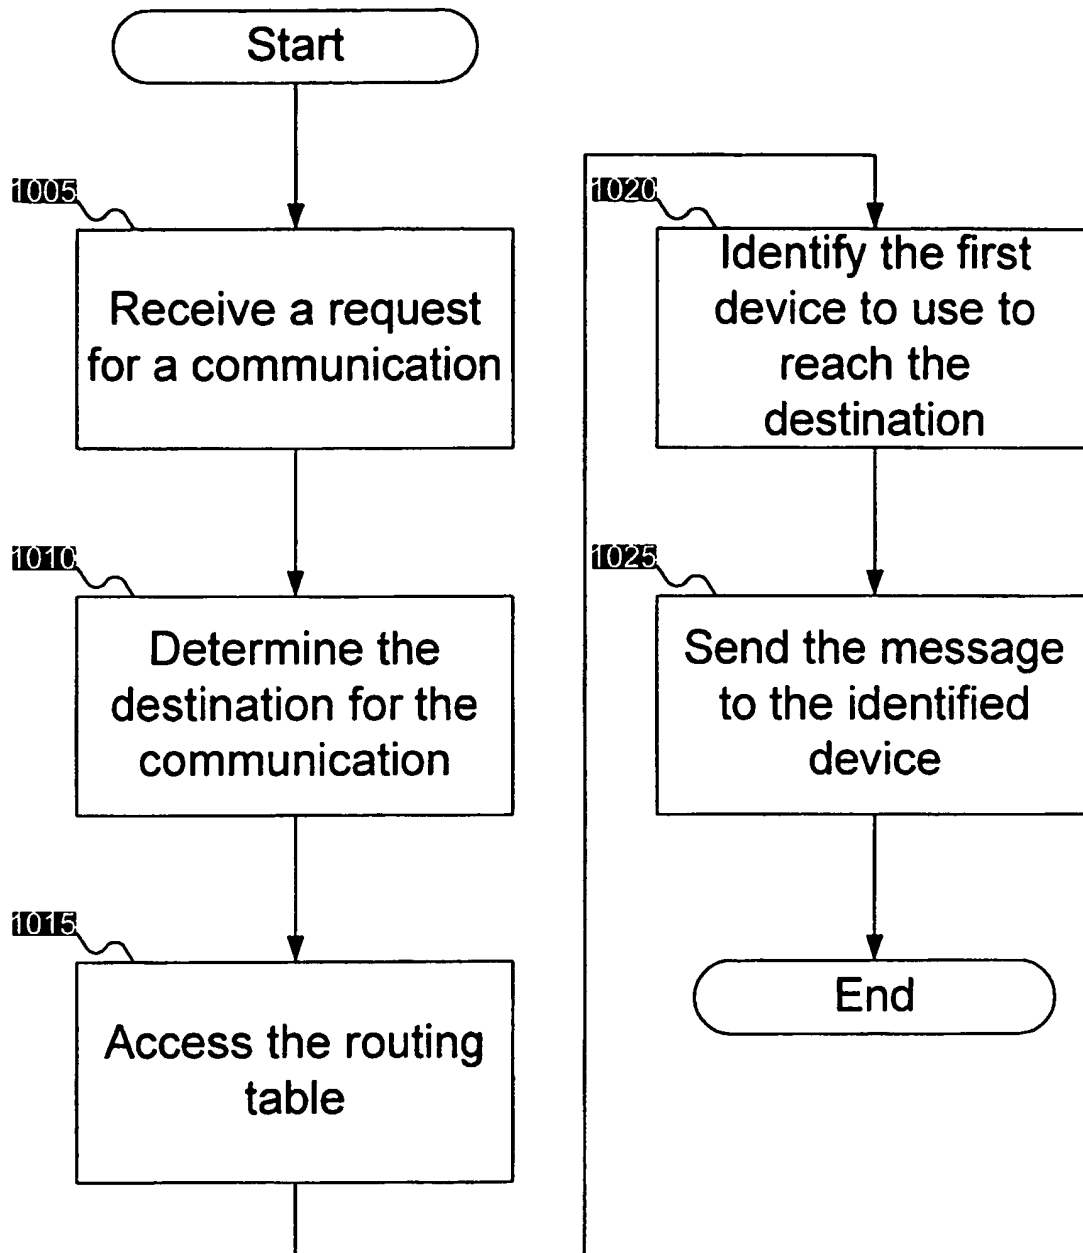 Start
1005
Receive a request
for a communication
1010
Determine the
destination for the
communication
1015
Access the routing
table
1020
Identify the first
device to use to
reach the
destination
1025
Send the message
to the identified
device
End